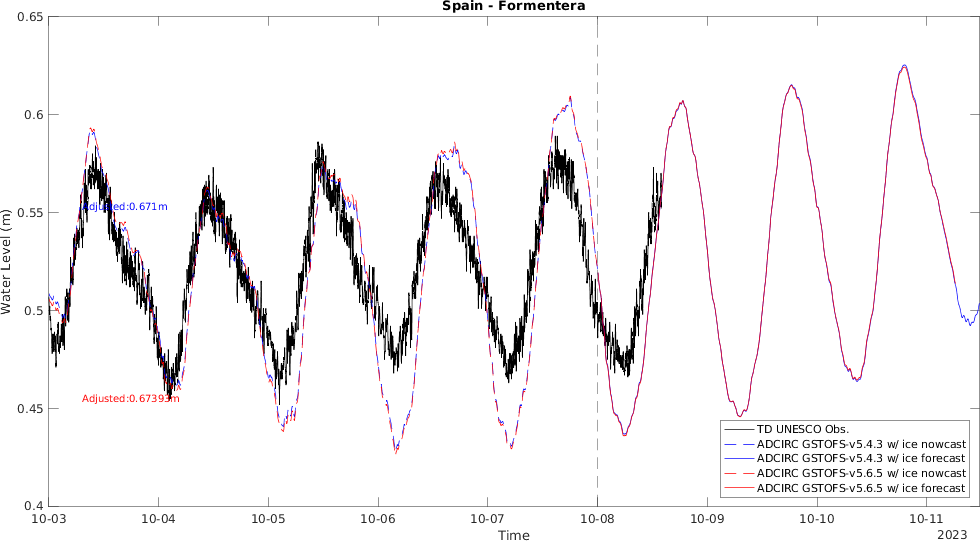 Spain - Formentera
0.65
0.6
0.55
0.5
0.45
0.4
Water Level (m)
Adjusted:0.671m
Adjusted:0.67393m
TD UNESCO Obs.
ADCIRC GSTOFS-v5.4.3 w/ ice nowcast
ADCIRC GSTOFS-v5.4.3 w/ ice forecast
ADCIRC GSTOFS-v5.6.5 w/ ice nowcast
ADCIRC GSTOFS-v5.6.5 w/ ice forecast
10-03 10-04 10-05 10-06 10-07 10-08 10-09 10-10 10-11
Time
2023